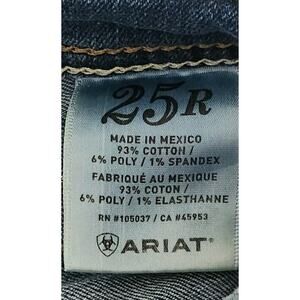 25R
MADE IN MEXICO
93% COTTON /
6% POLY / 1% SPANDEX
FABRIQUÉ AU MEXIQUE
93% COTON /
6% POLY / 1% ELASTHANNE
RN #105037 / CA #45953
ARIAT